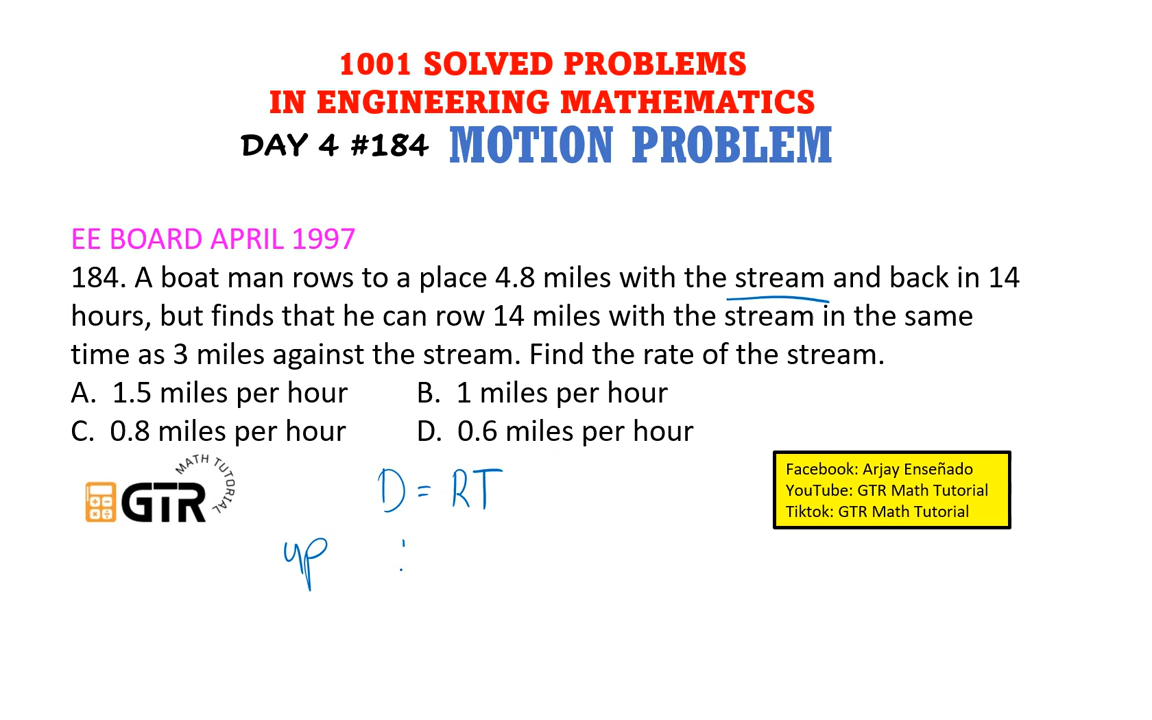 1001 SOLVED PROBLEMS
IN ENGINEERING MATHEMATICS
DAY 4 #184 MOTION PROBLEM
EE BOARD APRIL 1997
184. A boat man rows to a place 4.8 miles with the stream and back in 14
hours, but finds that he can row 14 miles with the stream in the same
time as 3 miles against the stream. Find the rate of the stream.
A. 1.5 miles per hour B. 1 miles per hour
C. 0.8 miles per hour D. 0.6 miles per hour
MATH TUTORIAL
GTR
D = RT
up :
Facebook: Arjay Enseñado
YouTube: GTR Math Tutorial
Tiktok: GTR Math Tutorial